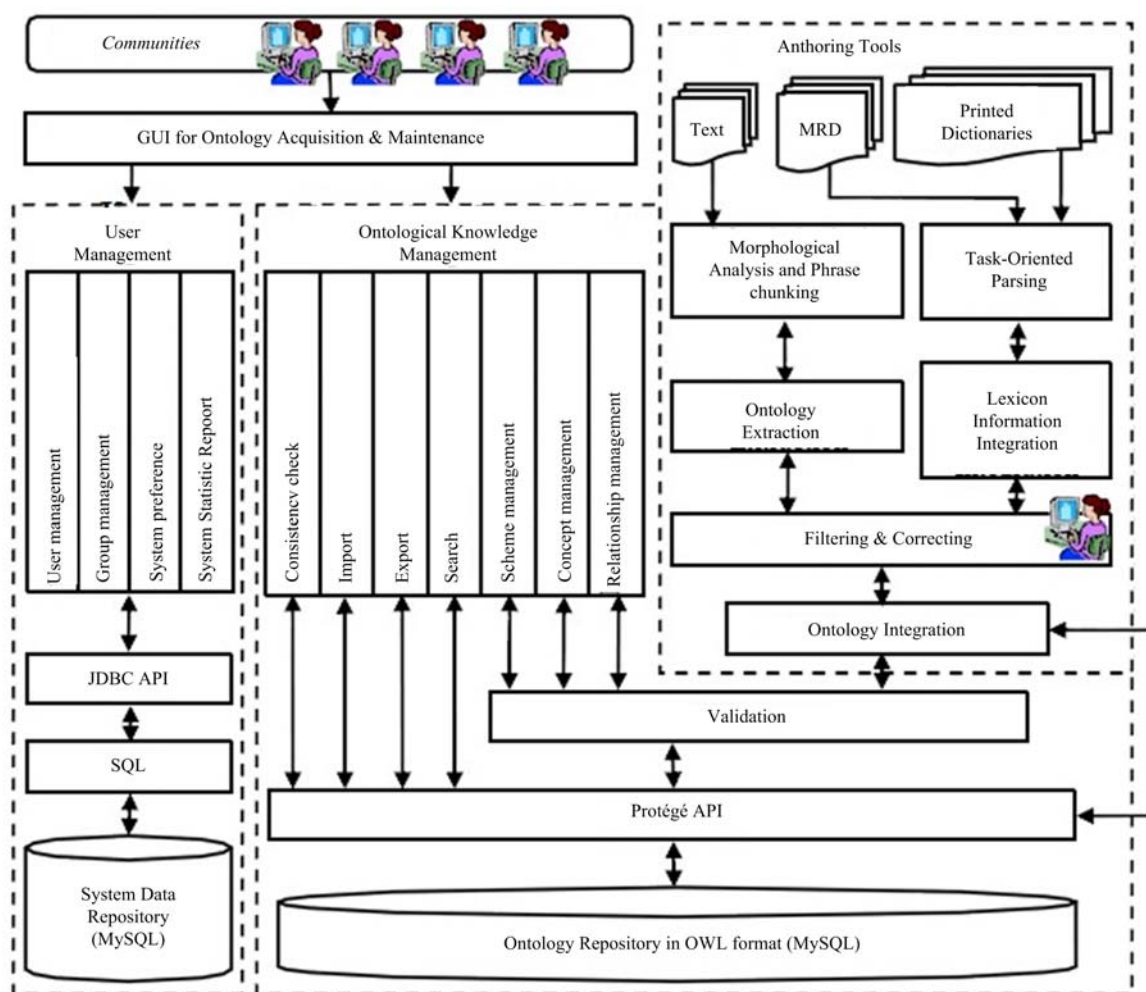 Communities
GUI for Ontology Acquisition & Maintenance
User
Management
User management
Group management
System preference
System Statistic Repoort
JDBC API
SQL
System Data
Repository
(MySQL)
Ontological Knowledge
Management
Consistency check
Import
Export
Search
Scheme management
Concept management
Relationship management
Anthoring Tools
Text
MRD
Printed
Dictionaries
Morphological
Analysis and Phrase
chunking
Task-Oriented
Parsing
Ontology
Extraction
Lexicon
Information
Integration
Filtering & Correcting
Ontology Integration
Validation
Protégé API
Ontology Repository in OWL format (MySQL)